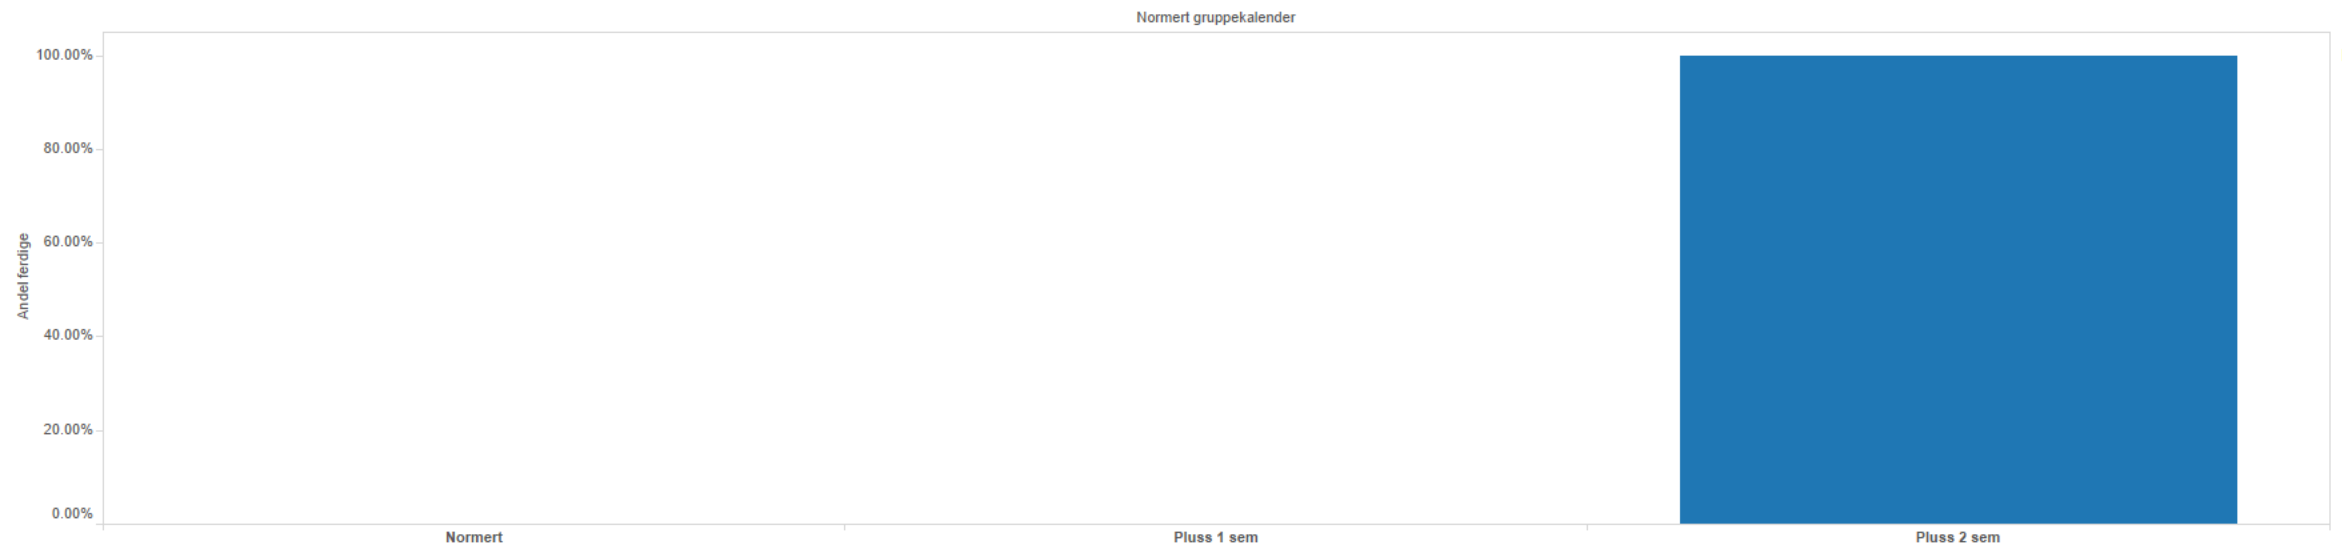 Normert gruppekalender
100.00%
80.00%
60.00%
40.00%
20.00%
0.00%
Andel ferdige
Normert
Pluss 1 sem
Pluss 2 sem